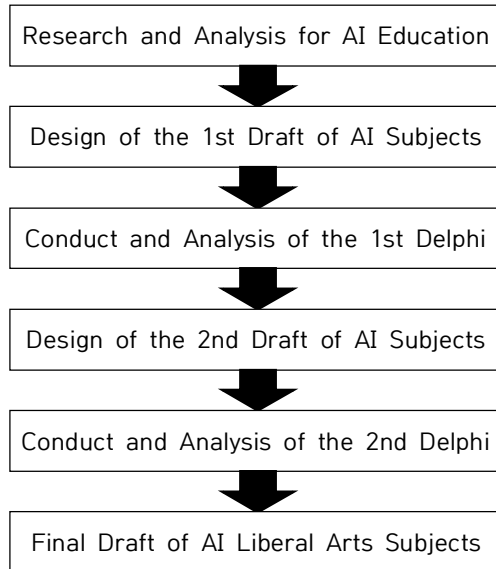 Research and Analysis for AI Education
Design of the 1st Draft of AI Subjects
Conduct and Analysis of the 1st Delphi
Design of the 2nd Draft of AI Subjects
Conduct and Analysis of the 2nd Delphi
Final Draft of AI Liberal Arts Subjects